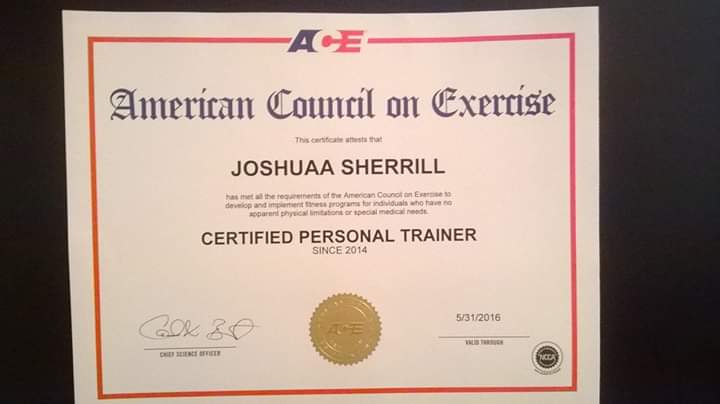 ACE
American Council on Exercise
This certificate attests that
JOSHUAA SHERRILL
has met all the requirements of the American Council on Exercise to
develop and implement fitness programs for individuals who have no
apparent physical limitations or special medical needs.
CERTIFIED PERSONAL TRAINER
SINCE 2014
5/31/2016
CHIEF SCIENCE OFFICER
ACE
VALID THROUGH
NCCA